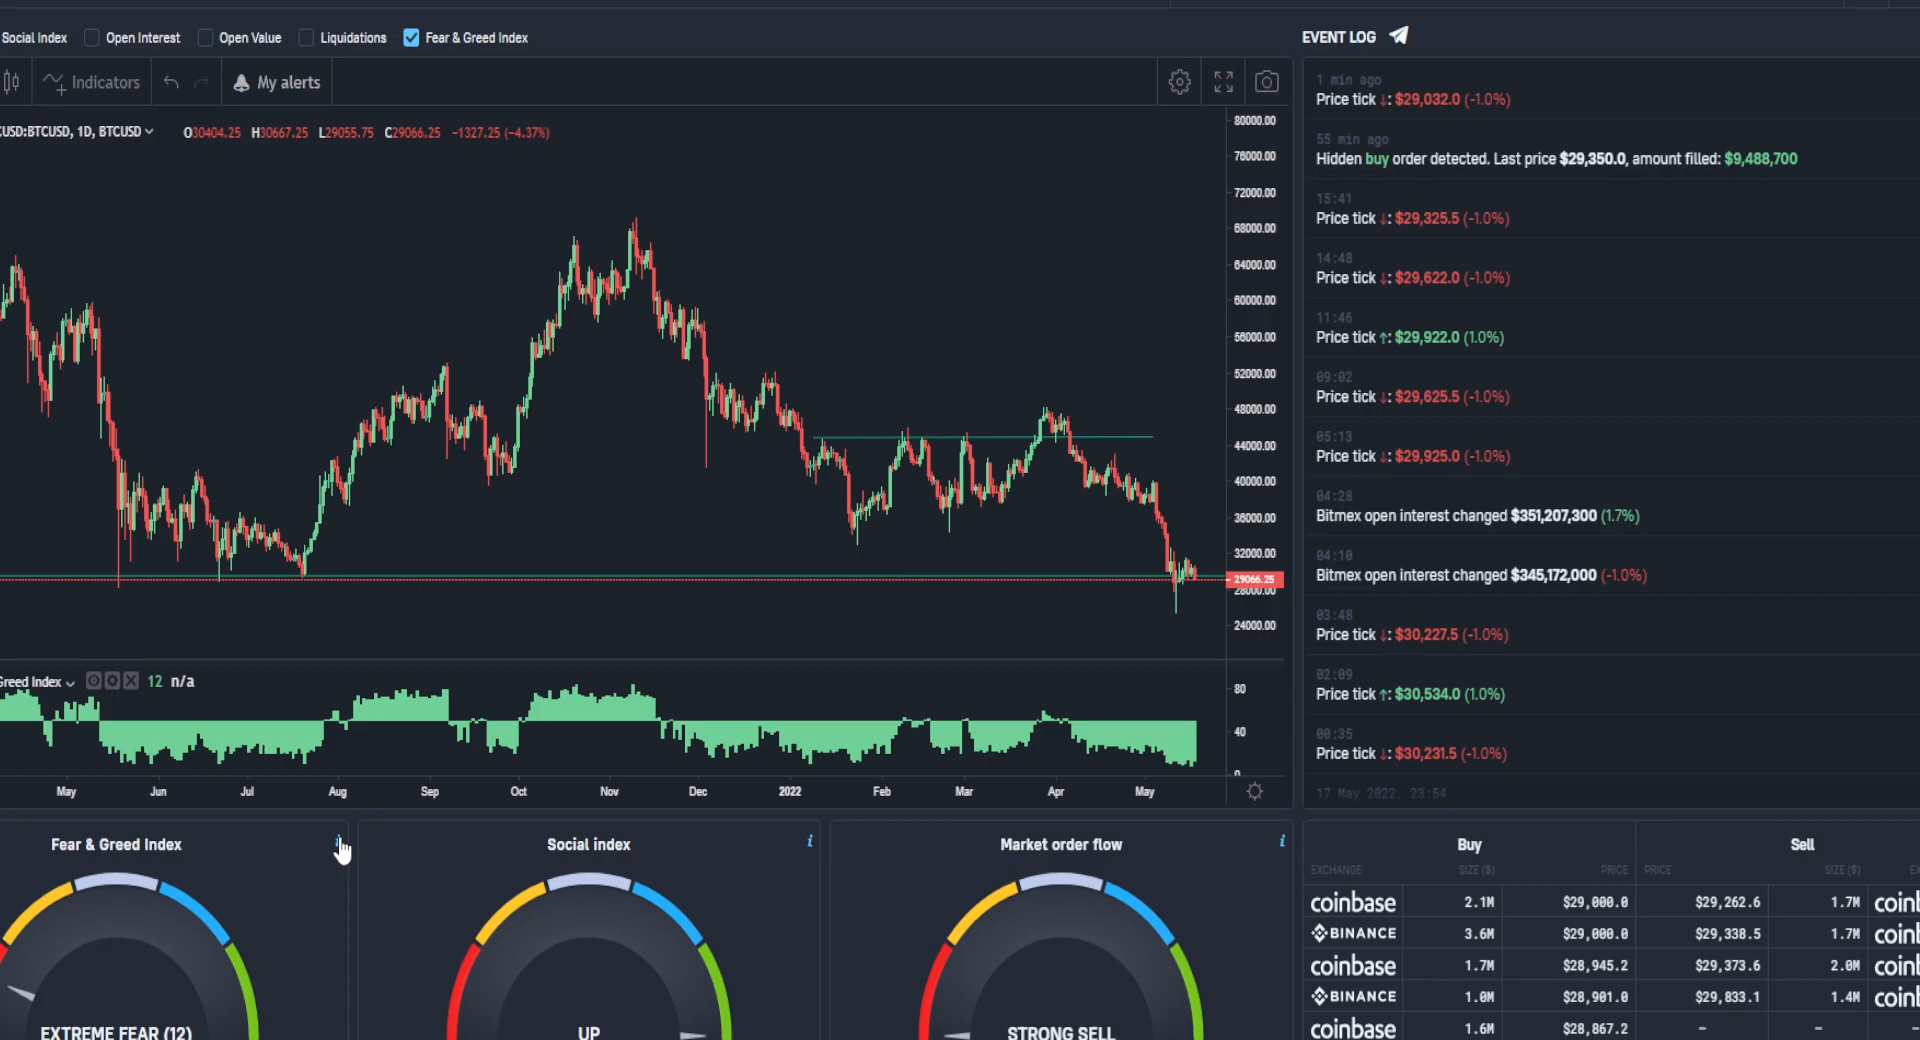 Social Index Open Interest Open Value Liquidations Fear & Greed Index
Indicators My alerts
USD:BTCUSD, 1D, BTCUSD O30404.25 H30667.25 L29055.75 C29066.25 -1327.25 (-4.37%)
80000.00
76000.00
72000.00
68000.00
64000.00
60000.00
56000.00
52000.00
48000.00
44000.00
40000.00
36000.00
32000.00
29066.25
28000.00
24000.00
Greed Index 12 n/a
80
40
0
May Jun Jul Aug Sep Oct Nov Dec 2022 Feb Mar Apr May
EVENT LOG
1 min ago
Price tick ↓: $29,032.0 (-1.0%)
55 min ago
Hidden buy order detected. Last price $29,350.0, amount filled: $9,488,700
15:41
Price tick ↓: $29,325.5 (-1.0%)
14:48
Price tick ↓: $29,622.0 (-1.0%)
11:46
Price tick ↑: $29,922.0 (1.0%)
09:02
Price tick ↓: $29,625.5 (-1.0%)
05:13
Price tick ↓: $29,925.0 (-1.0%)
04:28
Bitmex open interest changed $351,207,300 (1.7%)
04:10
Bitmex open interest changed $345,172,000 (-1.0%)
03:48
Price tick ↓: $30,227.5 (-1.0%)
02:09
Price tick ↑: $30,534.0 (1.0%)
00:35
Price tick ↓: $30,231.5 (-1.0%)
17 May 2022, 23:54
Fear & Greed Index
EXTREME FEAR (12)
Social index i
UP
Market order flow i
STRONG SELL
Buy Sell
EXCHANGE SIZE ($) PRICE PRICE SIZE ($) EX
coinbase 2.1M $29,000.0 $29,262.6 1.7M coinb
BINANCE 3.6M $29,000.0 $29,338.5 1.7M coinb
coinbase 1.7M $28,945.2 $29,373.6 2.0M coinb
BINANCE 1.0M $28,901.0 $29,833.1 1.4M coinb
coinbase 1.6M $28,867.2 - - -